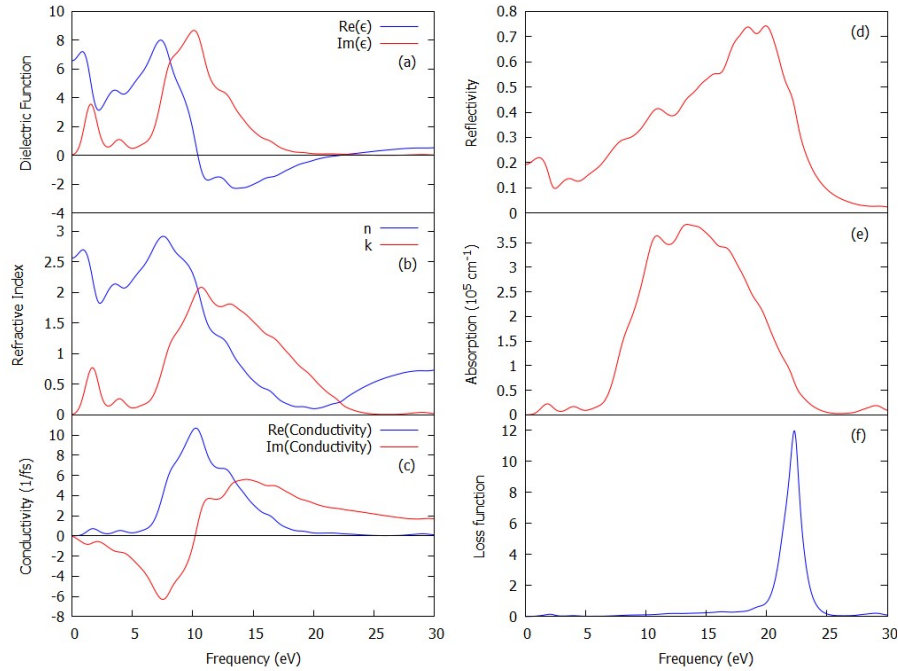 10
8
6
4
2
0
-2
-4
Dielectric Function
Re(ϵ)
Im(ϵ)
(a)
3
2.5
2
1.5
1
0.5
0
Refractive Index
n
k
(b)
10
8
6
4
2
0
-2
-4
-6
-8
Conductivity (1/fs)
Re(Conductivity)
Im(Conductivity)
(c)
0 5 10 15 20 25 30
Frequency (eV)
0.8
0.7
0.6
0.5
0.4
0.3
0.2
0.1
0
Reflectivity
(d)
3.5
3
2.5
2
1.5
1
0.5
0
Absorption (10⁵ cm⁻¹)
(e)
12
10
8
6
4
2
0
Loss function
(f)
0 5 10 15 20 25 30
Frequency (eV)